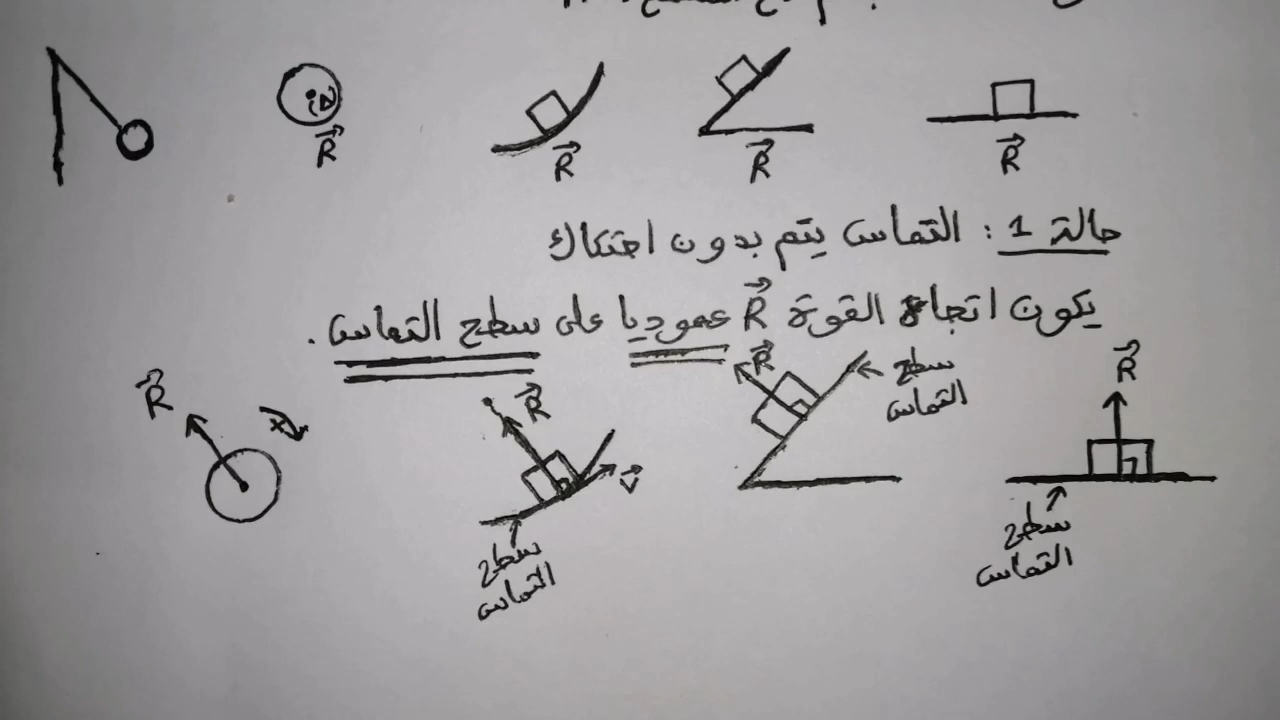 (Δ)
R⃗ R⃗ R⃗ R⃗
حالة 1 : التماس يتم بدون احتكاك
يكون اتجاه القوة R⃗ عموديا على سطح التماس.
R⃗
سطح التماس
R⃗
سطح
التماس
R⃗
V⃗
سطح
التماس
R⃗
+